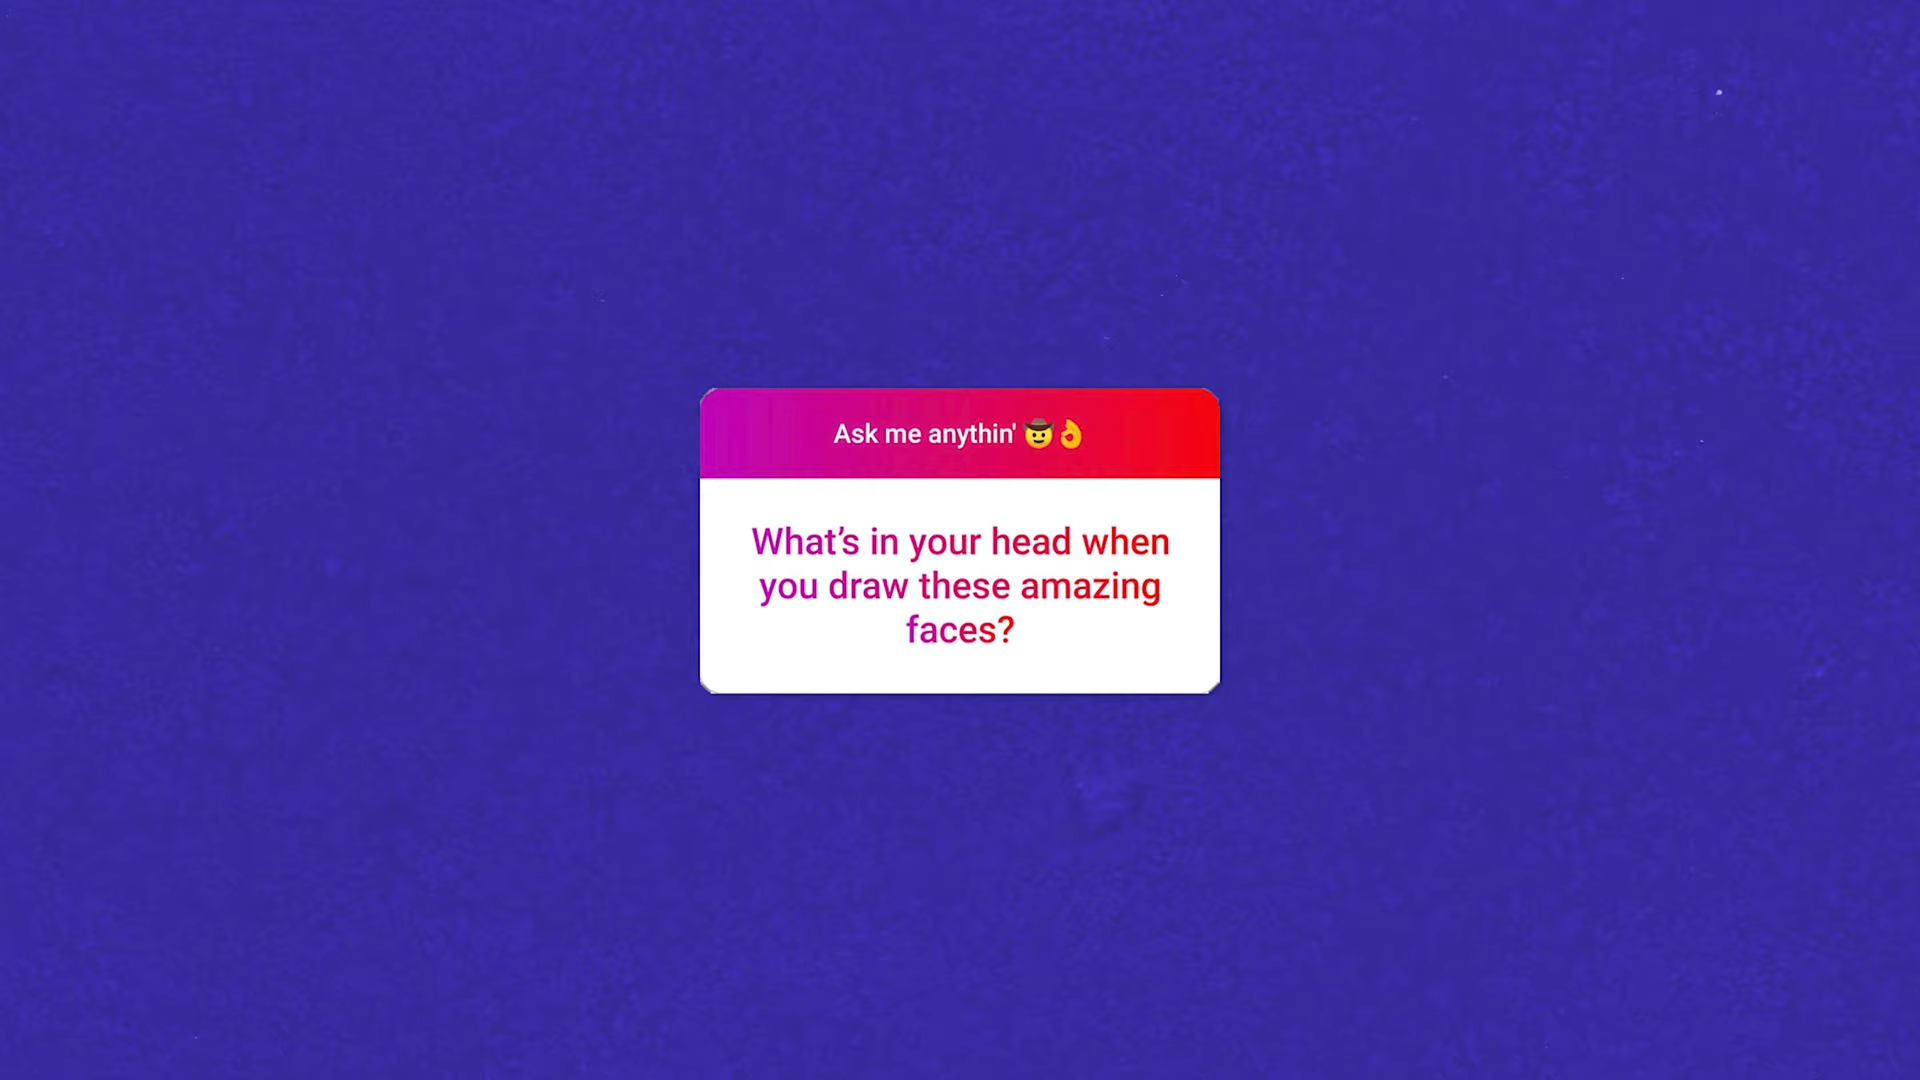 Ask me anythin' 🤠👌
What’s in your head when
you draw these amazing
faces?